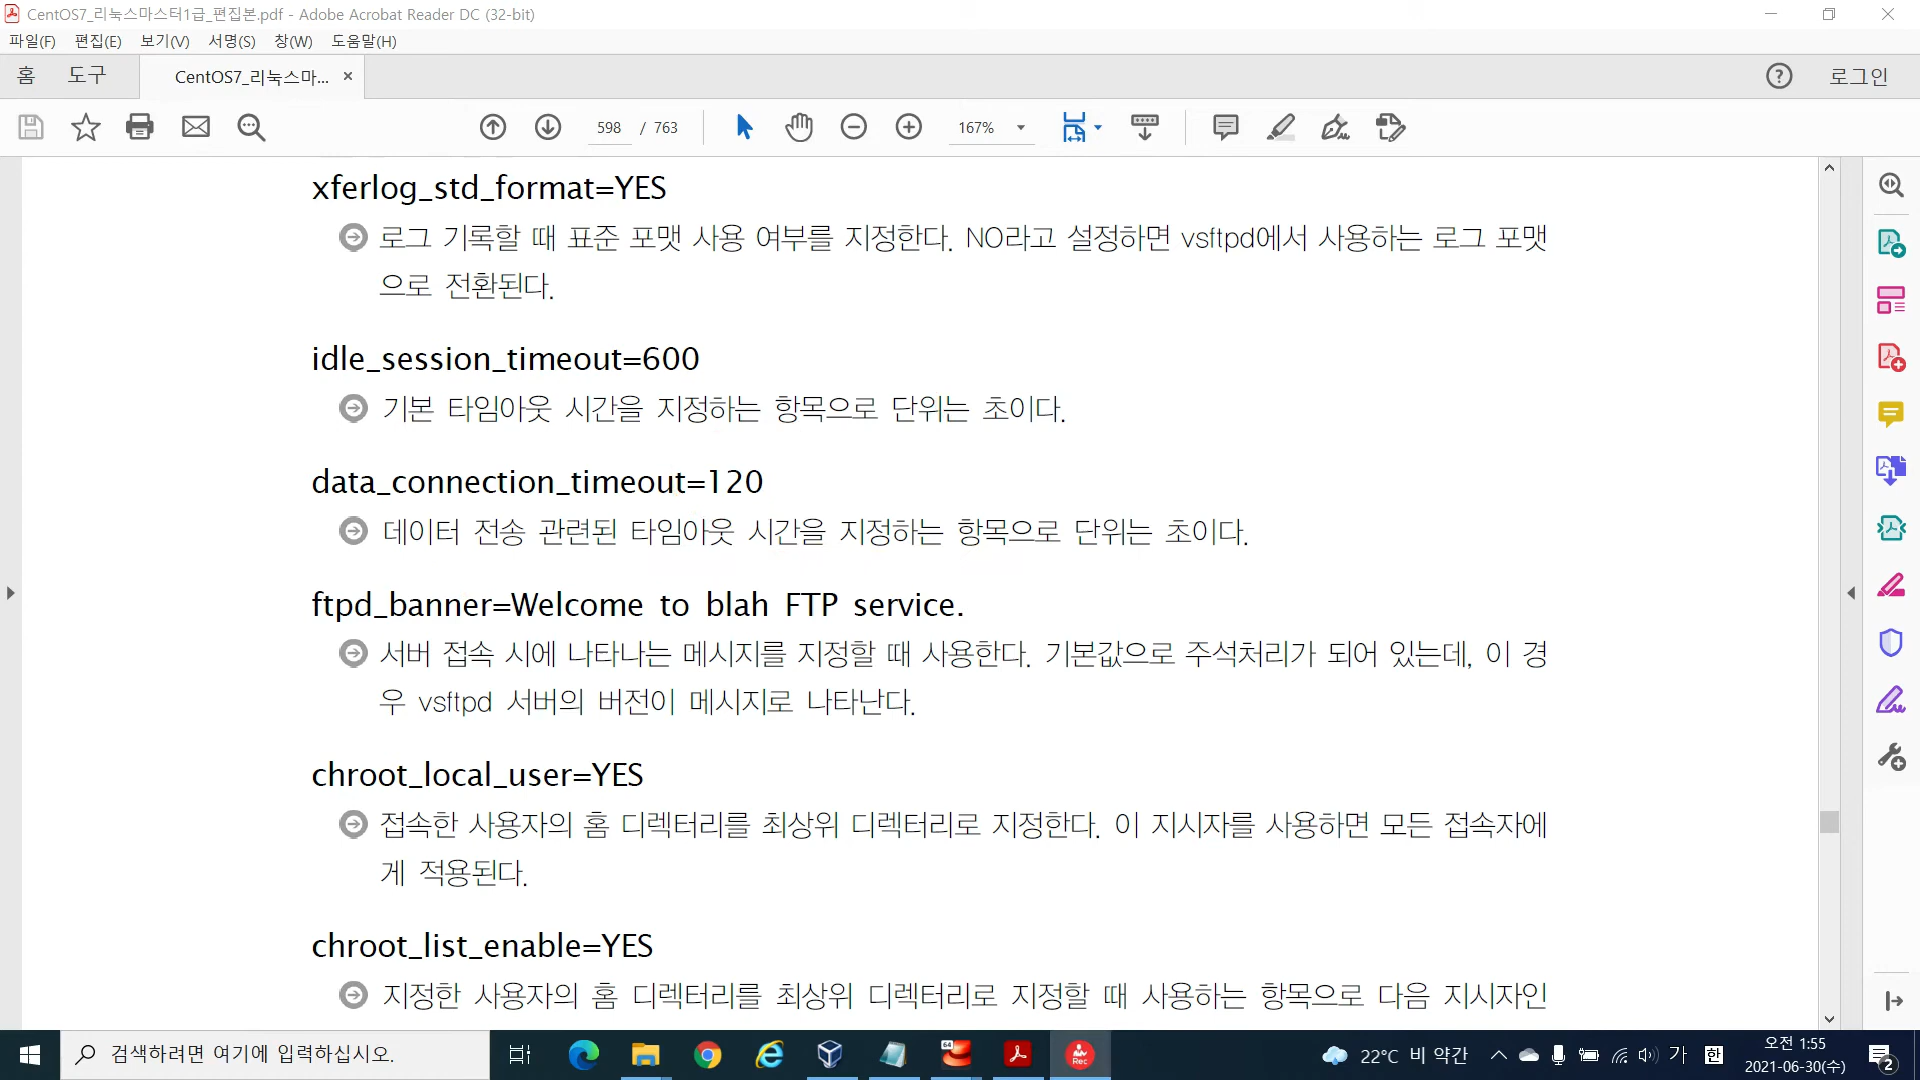 CentOS7_리눅스마스터1급_편집본.pdf - Adobe Acrobat Reader DC (32-bit)
파일(F) 편집(E) 보기(V) 서명(S) 창(W) 도움말(H)
홈 도구 CentOS7_리눅스마... × ? 로그인
598 / 763 167%
xferlog_std_format=YES
로그 기록할 때 표준 포맷 사용 여부를 지정한다. NO라고 설정하면 vsftpd에서 사용하는 로그 포맷
으로 전환된다.
idle_session_timeout=600
기본 타임아웃 시간을 지정하는 항목으로 단위는 초이다.
data_connection_timeout=120
데이터 전송 관련된 타임아웃 시간을 지정하는 항목으로 단위는 초이다.
ftpd_banner=Welcome to blah FTP service.
서버 접속 시에 나타나는 메시지를 지정할 때 사용한다. 기본값으로 주석처리가 되어 있는데, 이 경
우 vsftpd 서버의 버전이 메시지로 나타난다.
chroot_local_user=YES
접속한 사용자의 홈 디렉터리를 최상위 디렉터리로 지정한다. 이 지시자를 사용하면 모든 접속자에
게 적용된다.
chroot_list_enable=YES
지정한 사용자의 홈 디렉터리를 최상위 디렉터리로 지정할 때 사용하는 항목으로 다음 지시자인
검색하려면 여기에 입력하십시오.
64
Rec
22°C 비 약간
가 한
오전 1:55
2021-06-30(수)
2